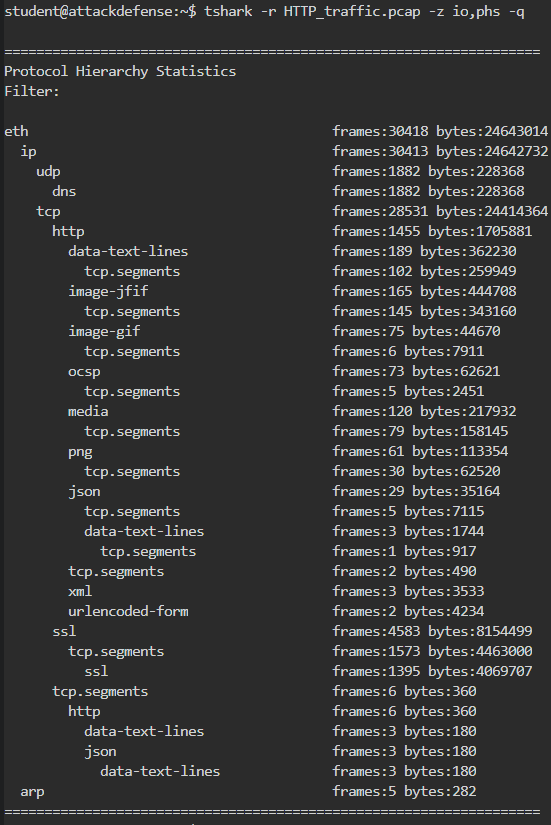 student@attackdefense:~$ tshark -r HTTP_traffic.pcap -z io,phs -q
===================================================================
Protocol Hierarchy Statistics
Filter:
eth frames:30418 bytes:24643014
ip frames:30413 bytes:24642732
udp frames:1882 bytes:228368
dns frames:1882 bytes:228368
tcp frames:28531 bytes:24414364
http frames:1455 bytes:1705881
data-text-lines frames:189 bytes:362230
tcp.segments frames:102 bytes:259949
image-jfif frames:165 bytes:444708
tcp.segments frames:145 bytes:343160
image-gif frames:75 bytes:44670
tcp.segments frames:6 bytes:7911
ocsp frames:73 bytes:62621
tcp.segments frames:5 bytes:2451
media frames:120 bytes:217932
tcp.segments frames:79 bytes:158145
png frames:61 bytes:113354
tcp.segments frames:30 bytes:62520
json frames:29 bytes:35164
tcp.segments frames:5 bytes:7115
data-text-lines frames:3 bytes:1744
tcp.segments frames:1 bytes:917
tcp.segments frames:2 bytes:490
xml frames:3 bytes:3533
urlencoded-form frames:2 bytes:4234
ssl frames:4583 bytes:8154499
tcp.segments frames:1573 bytes:4463000
ssl frames:1395 bytes:4069707
tcp.segments frames:6 bytes:360
http frames:6 bytes:360
data-text-lines frames:3 bytes:180
json frames:3 bytes:180
data-text-lines frames:3 bytes:180
arp frames:5 bytes:282
===================================================================